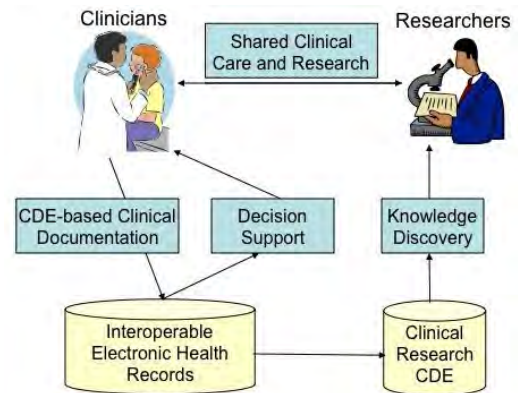 Clinicians
Researchers
Shared Clinical
Care and Research
CDE-based Clinical
Documentation
Decision
Support
Knowledge
Discovery
Interoperable
Electronic Health
Records
Clinical
Research
CDE